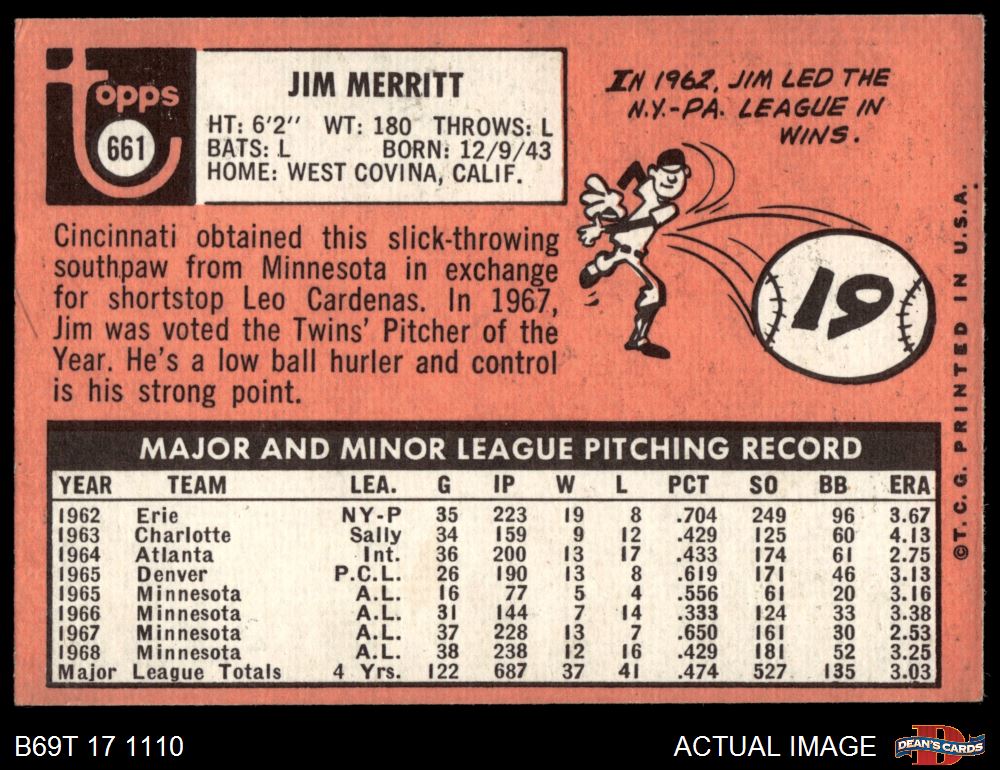 topps
661
JIM MERRITT
HT: 6'2" WT: 180 THROWS: L
BATS: L BORN: 12/9/43
HOME: WEST COVINA, CALIF.
IN 1962, JIM LED THE
N.Y.-PA. LEAGUE IN
WINS.
19
Cincinnati obtained this slick-throwing
southpaw from Minnesota in exchange
for shortstop Leo Cardenas. In 1967,
Jim was voted the Twins' Pitcher of the
Year. He's a low ball hurler and control
is his strong point.
MAJOR AND MINOR LEAGUE PITCHING RECORD
YEAR TEAM LEA. G IP W L PCT SO BB ERA
1962 Erie NY-P 35 223 19 8 .704 249 96 3.67
1963 Charlotte Sally 34 159 9 12 .429 125 60 4.13
1964 Atlanta Int. 36 200 13 17 .433 174 61 2.75
1965 Denver P.C.L. 26 190 13 8 .619 171 46 3.13
1965 Minnesota A.L. 16 77 5 4 .556 61 20 3.16
1966 Minnesota A.L. 31 144 7 14 .333 124 33 3.38
1967 Minnesota A.L. 37 228 13 7 .650 161 30 2.53
1968 Minnesota A.L. 38 238 12 16 .429 181 52 3.25
Major League Totals 4 Yrs. 122 687 37 41 .474 527 135 3.03
©T. C. G. PRINTED IN U.S.A.
B69T 17 1110
ACTUAL IMAGE
DEAN'S CARDS